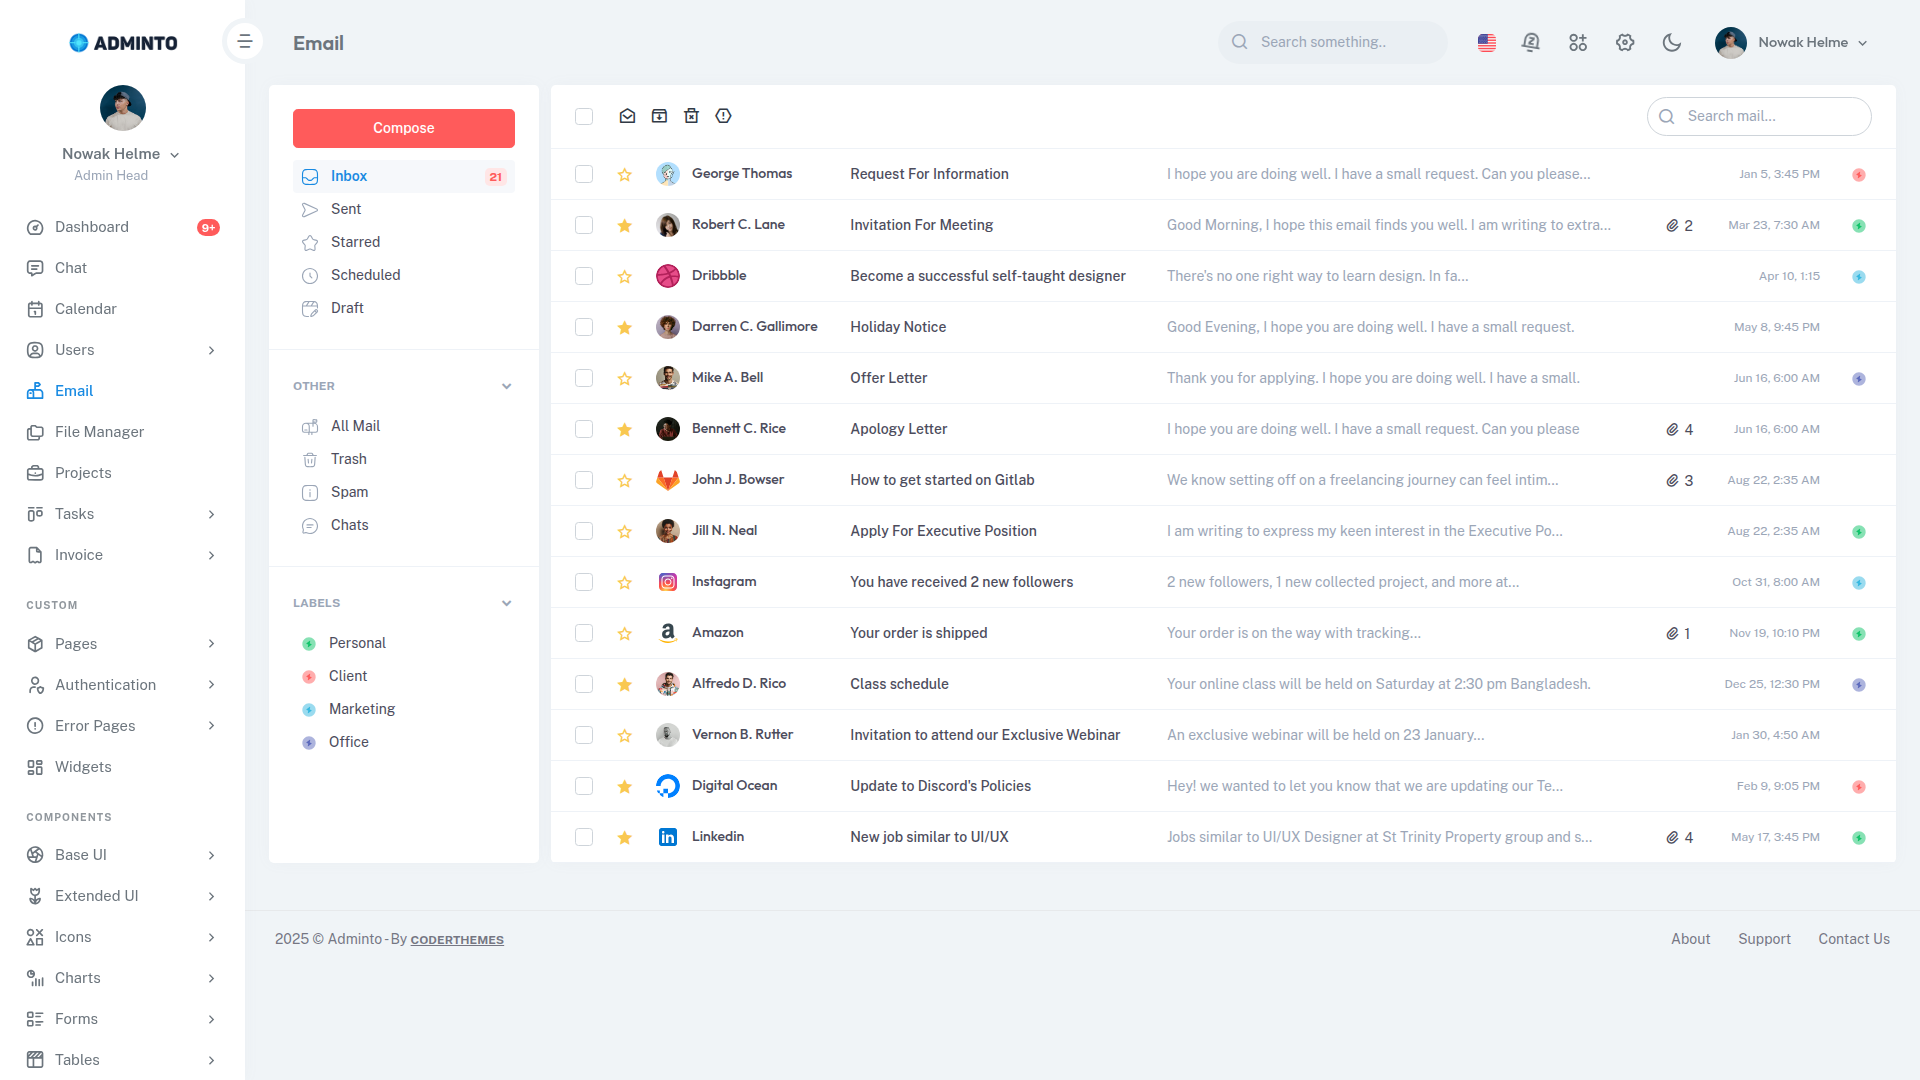 ADMINTO
Nowak Helme
Admin Head
Dashboard 9+
Chat
Calendar
Users
Email
File Manager
Projects
Tasks
Invoice
CUSTOM
Pages
Authentication
Error Pages
Widgets
COMPONENTS
Base UI
Extended UI
Icons
Charts
Forms
Tables
Email
Search something..
Nowak Helme
Compose
Inbox 21
Sent
Starred
Scheduled
Draft
OTHER
All Mail
Trash
Spam
Chats
LABELS
Personal
Client
Marketing
Office
Search mail...
George Thomas Request For Information I hope you are doing well. I have a small request. Can you please... Jan 5, 3:45 PM
Robert C. Lane Invitation For Meeting Good Morning, I hope this email finds you well. I am writing to extra... 2 Mar 23, 7:30 AM
Dribbble Become a successful self-taught designer There's no one right way to learn design. In fa... Apr 10, 1:15
Darren C. Gallimore Holiday Notice Good Evening, I hope you are doing well. I have a small request. May 8, 9:45 PM
Mike A. Bell Offer Letter Thank you for applying. I hope you are doing well. I have a small. Jun 16, 6:00 AM
Bennett C. Rice Apology Letter I hope you are doing well. I have a small request. Can you please 4 Jun 16, 6:00 AM
John J. Bowser How to get started on Gitlab We know setting off on a freelancing journey can feel intim... 3 Aug 22, 2:35 AM
Jill N. Neal Apply For Executive Position I am writing to express my keen interest in the Executive Po... Aug 22, 2:35 AM
Instagram You have received 2 new followers 2 new followers, 1 new collected project, and more at... Oct 31, 8:00 AM
Amazon Your order is shipped Your order is on the way with tracking... 1 Nov 19, 10:10 PM
Alfredo D. Rico Class schedule Your online class will be held on Saturday at 2:30 pm Bangladesh. Dec 25, 12:30 PM
Vernon B. Rutter Invitation to attend our Exclusive Webinar An exclusive webinar will be held on 23 January... Jan 30, 4:50 AM
Digital Ocean Update to Discord's Policies Hey! we wanted to let you know that we are updating our Te... Feb 9, 9:05 PM
Linkedin New job similar to UI/UX Jobs similar to UI/UX Designer at St Trinity Property group and s... 4 May 17, 3:45 PM
2025 © Adminto - By CODERTHEMES
About Support Contact Us